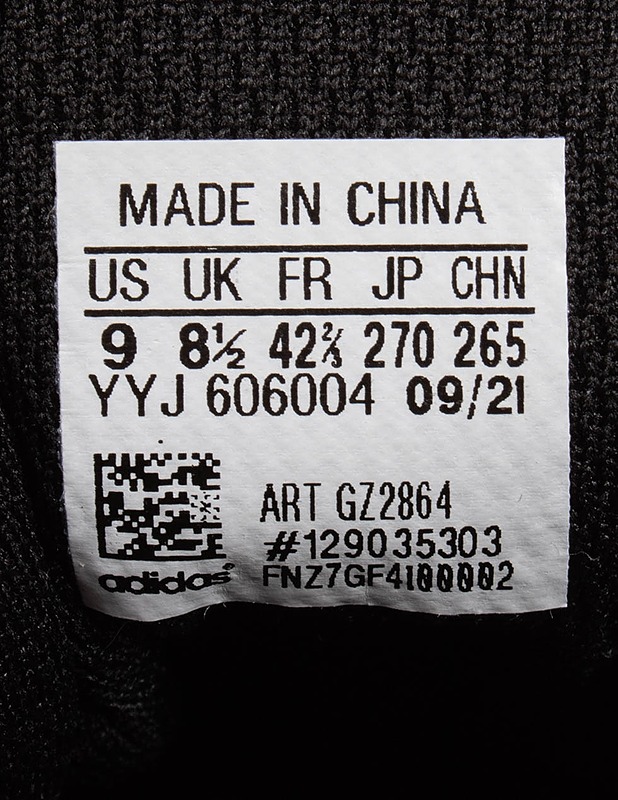 MADE IN CHINA
US UK FR JP CHN
9 8½ 42⅔ 270 265
YYJ 606004 09/21
ART GZ2864
#129035303
FNZ7GF4100002
adidas®